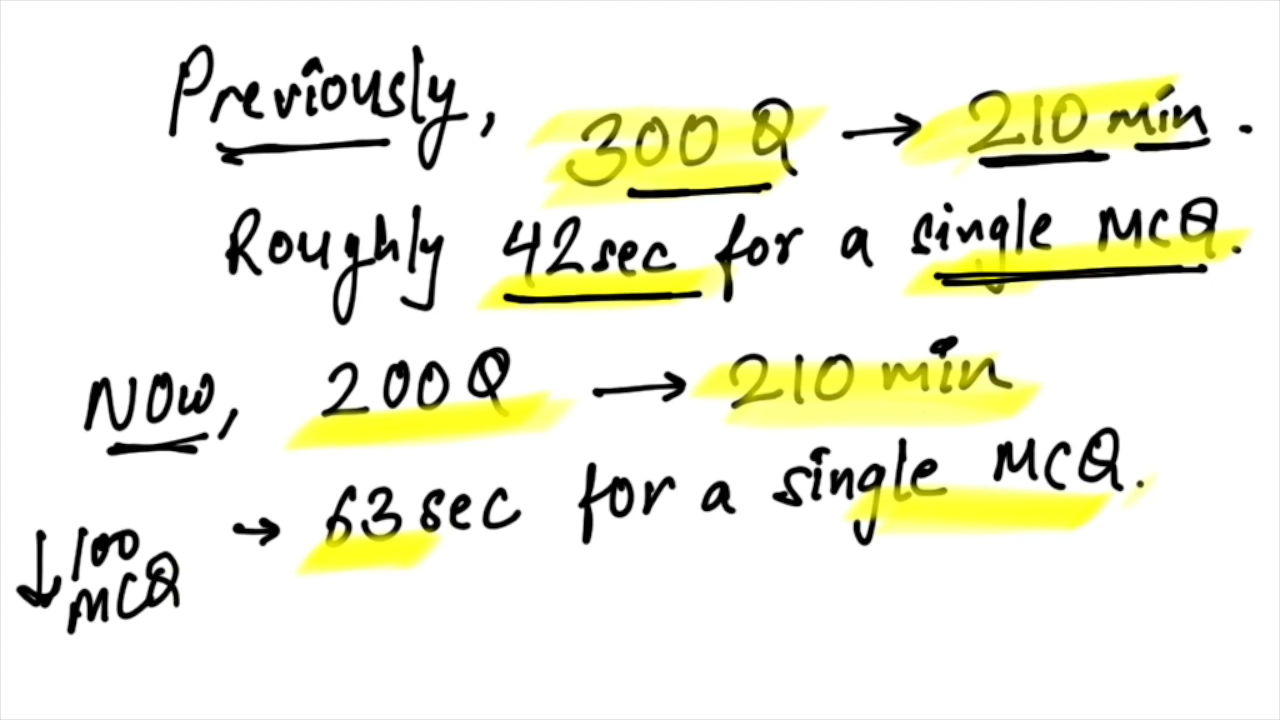 Previously, 300 Q → 210 min.
Roughly 42sec for a single MCQ.
NOW, 200 Q → 210 min
→ 63 sec for a single MCQ.
↓ 100
MCQ